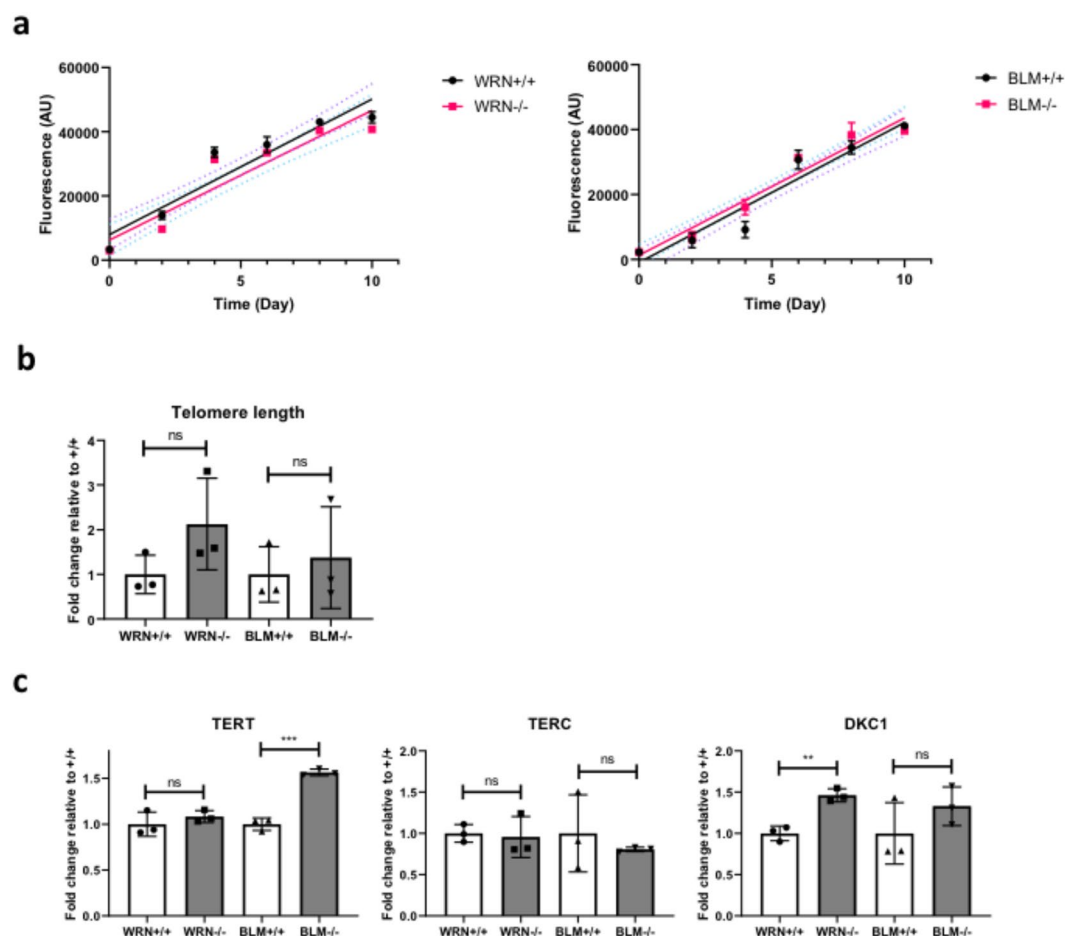 a
60000
40000
20000
0
0
5
10
Fluorescence (AU)
Time (Day)
WRN+/+
WRN-/-
60000
40000
20000
0
0
5
10
Fluorescence (AU)
Time (Day)
BLM+/+
BLM-/-
b
Telomere length
Fold change relative to +/+
4
3
2
1
0
ns
ns
WRN+/+ WRN-/- BLM+/+ BLM-/-
c
TERT
Fold change relative to +/+
1.5
1.0
0.5
0.0
ns
***
WRN+/+ WRN-/- BLM+/+ BLM-/-
TERC
Fold change relative to +/+
2.0
1.5
1.0
0.5
0.0
ns
ns
WRN+/+ WRN-/- BLM+/+ BLM-/-
DKC1
Fold change relative to +/+
2.0
1.5
1.0
0.5
0.0
**
ns
WRN+/+ WRN-/- BLM+/+ BLM-/-